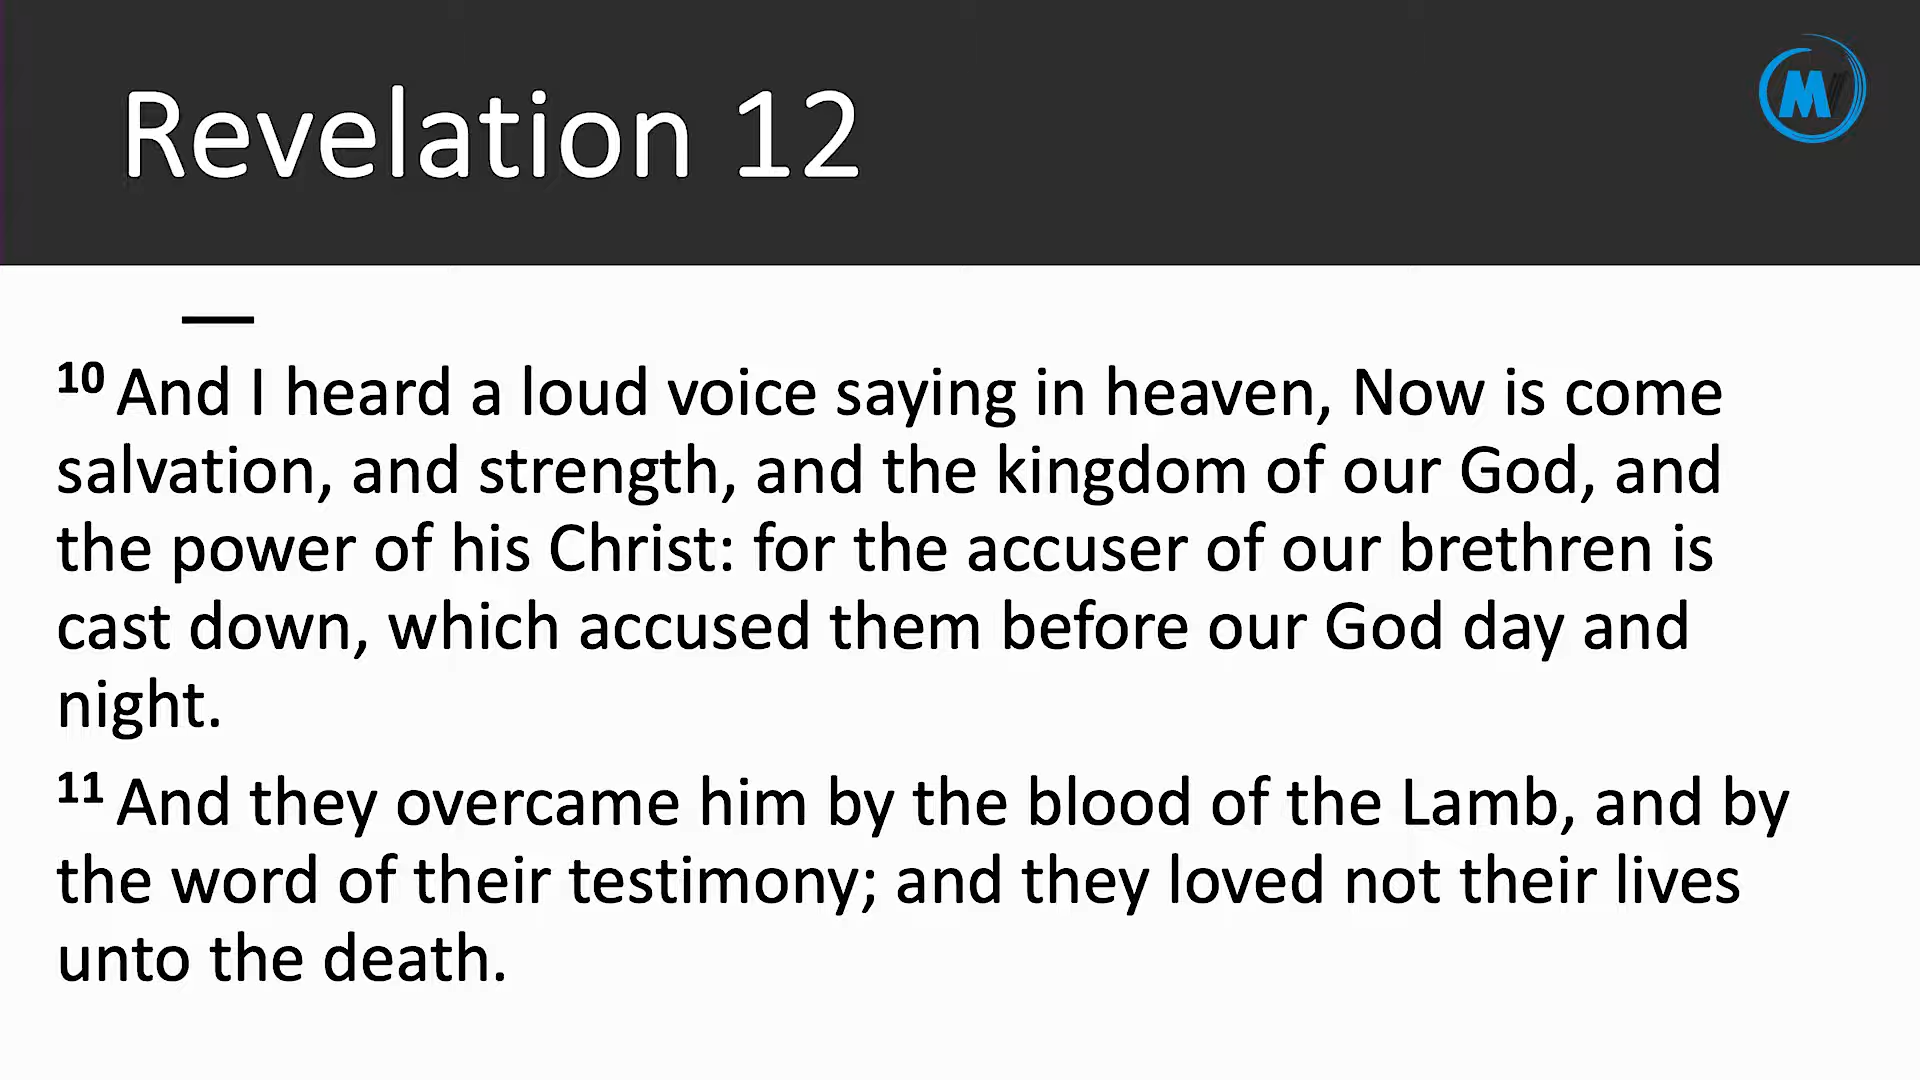 Revelation 12
M
10 And I heard a loud voice saying in heaven, Now is come
salvation, and strength, and the kingdom of our God, and
the power of his Christ: for the accuser of our brethren is
cast down, which accused them before our God day and
night.
11 And they overcame him by the blood of the Lamb, and by
the word of their testimony; and they loved not their lives
unto the death.